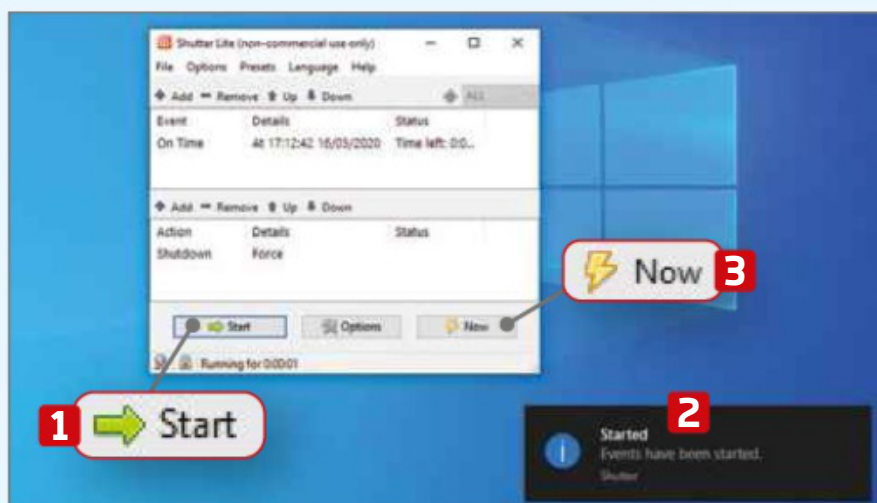 Shutter Lite (non-commercial use only)
File Options Presets Language Help
Add Remove Up Down ALL
Event Details Status
On Time At 17:12:42 16/03/2020 Time left: 0:0...
Add Remove Up Down
Action Details Status
Shutdown Force
Now 3
Start Options Now
Running for 0:00:01
1 Start
2
Started
Events have been started.
Shutter